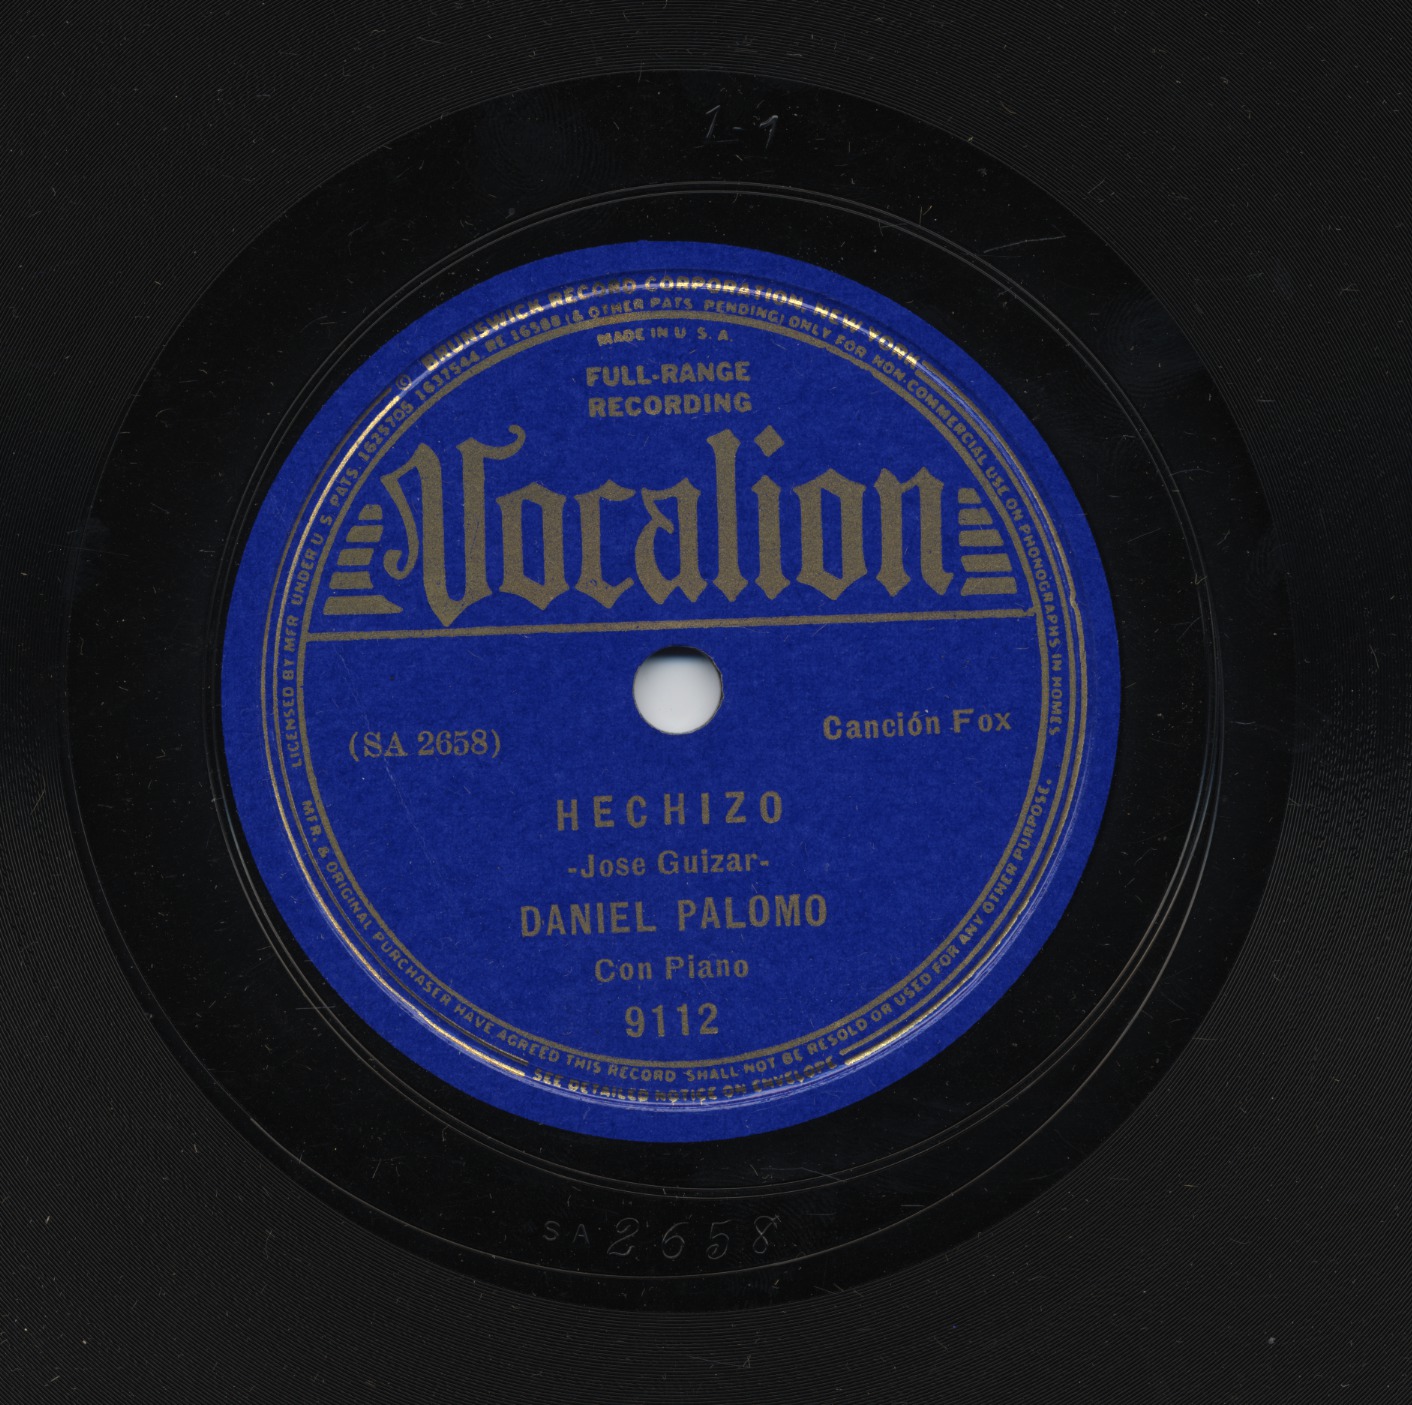 1-1
© BRUNSWICK RECORD CORPORATION, NEW YORK
LICENSED BY MFR UNDER U. S. PATS. 1625705, 1637544, RE 16588 (& OTHER PATS. PENDING) ONLY FOR NON-COMMERCIAL USE ON PHONOGRAPHS IN HOMES
MADE IN U. S. A.
FULL-RANGE
RECORDING
Vocalion
(SA 2658)
Canción Fox
HECHIZO
-Jose Guizar-
DANIEL PALOMO
Con Piano
9112
MFR. & ORIGINAL PURCHASER HAVE AGREED THIS RECORD SHALL NOT BE RESOLD OR USED FOR ANY OTHER PURPOSE.
SEE DETAILED NOTICE ON ENVELOPE
SA 2658